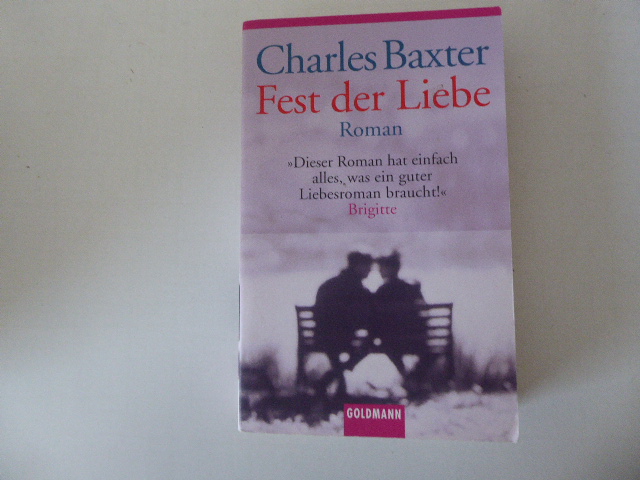 Charles Baxter
Fest der Liebe
Roman
»Dieser Roman hat einfach
alles, was ein guter
Liebesroman braucht!«
Brigitte
GOLDMANN